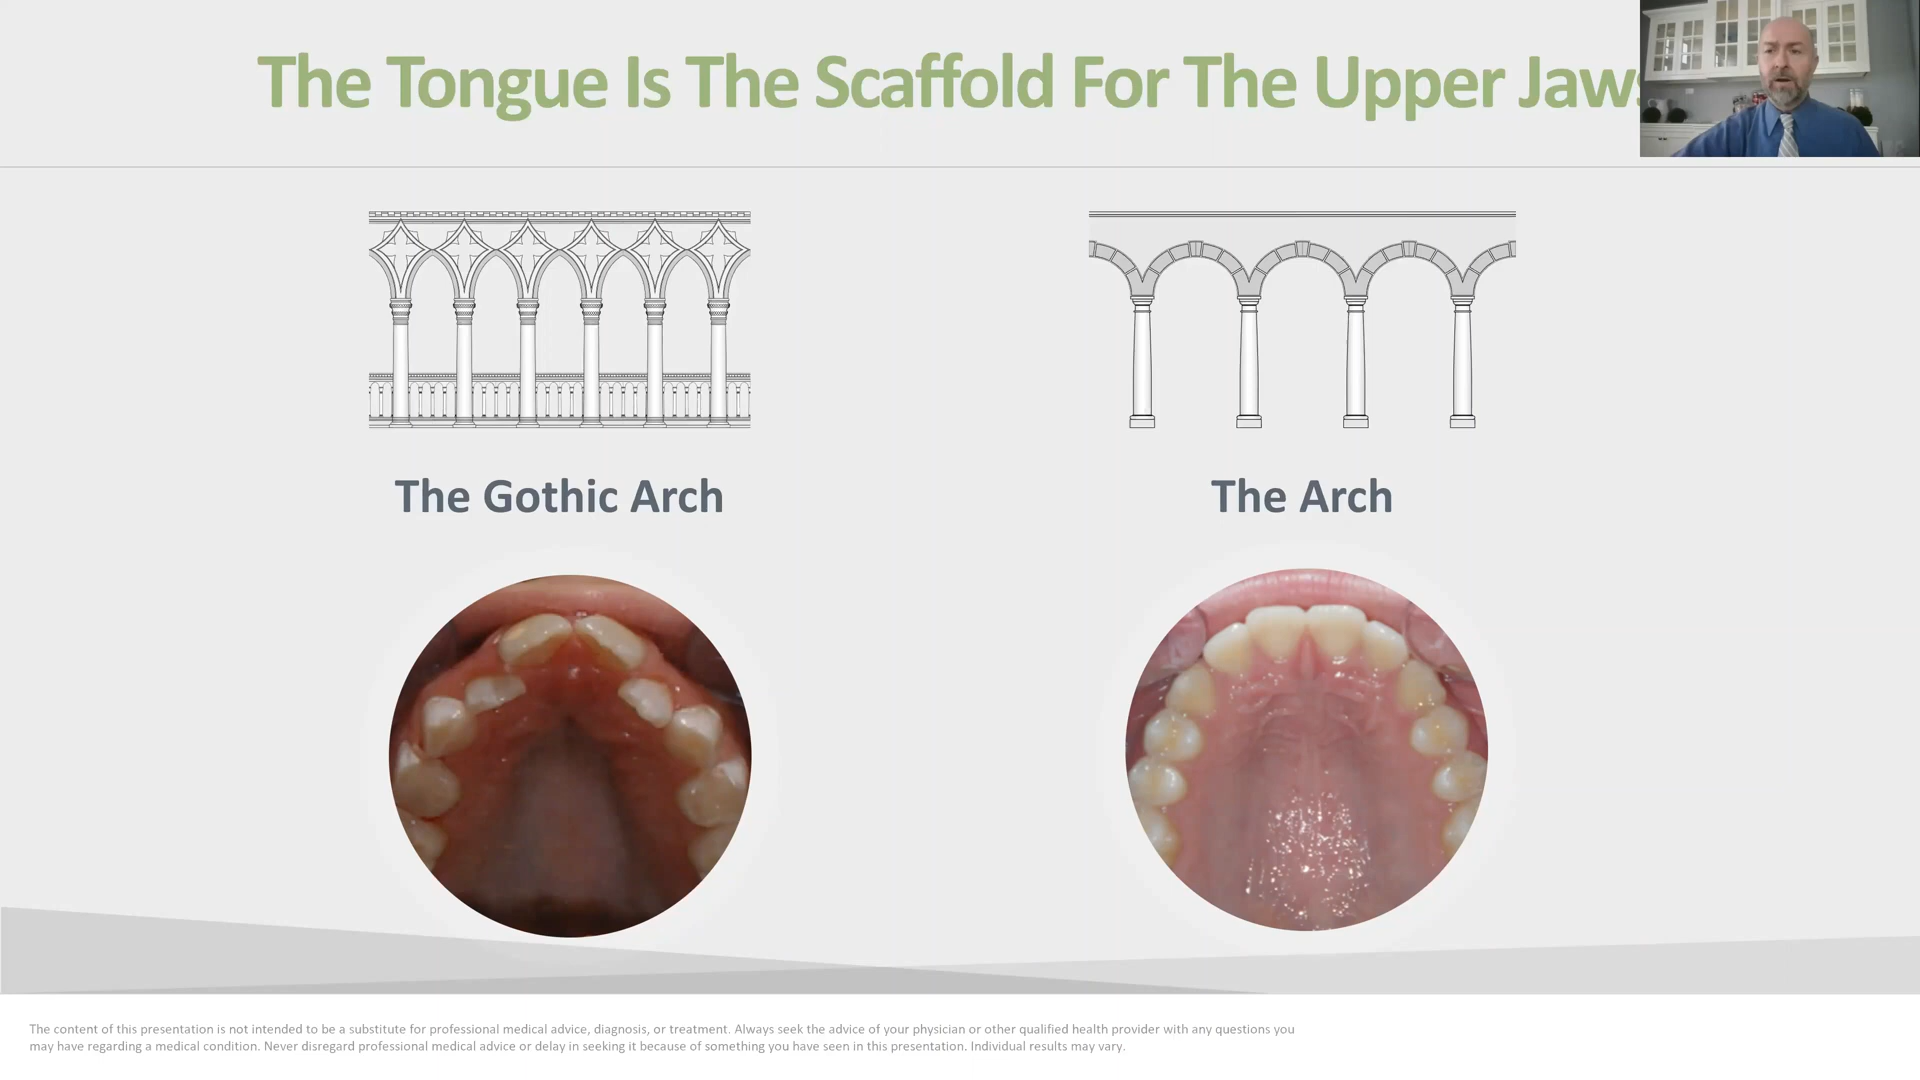 The Tongue Is The Scaffold For The Upper Jaws
The Gothic Arch
The Arch
The content of this presentation is not intended to be a substitute for professional medical advice, diagnosis, or treatment. Always seek the advice of your physician or other qualified health provider with any questions you
may have regarding a medical condition. Never disregard professional medical advice or delay in seeking it because of something you have seen in this presentation. Individual results may vary.